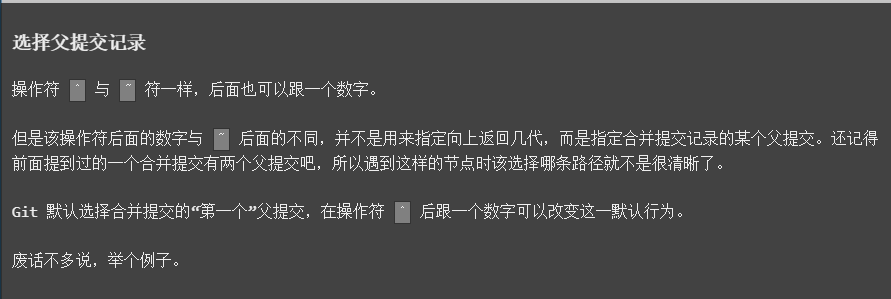 选择父提交记录
操作符 ^ 与 ~ 符一样，后面也可以跟一个数字。
但是该操作符后面的数字与 ~ 后面的不同，并不是用来指定向上返回几代，而是指定合并提交记录的某个父提交。还记得
前面提到过的一个合并提交有两个父提交吧，所以遇到这样的节点时该选择哪条路径就不是很清晰了。
Git 默认选择合并提交的“第一个”父提交，在操作符 ^ 后跟一个数字可以改变这一默认行为。
废话不多说，举个例子。